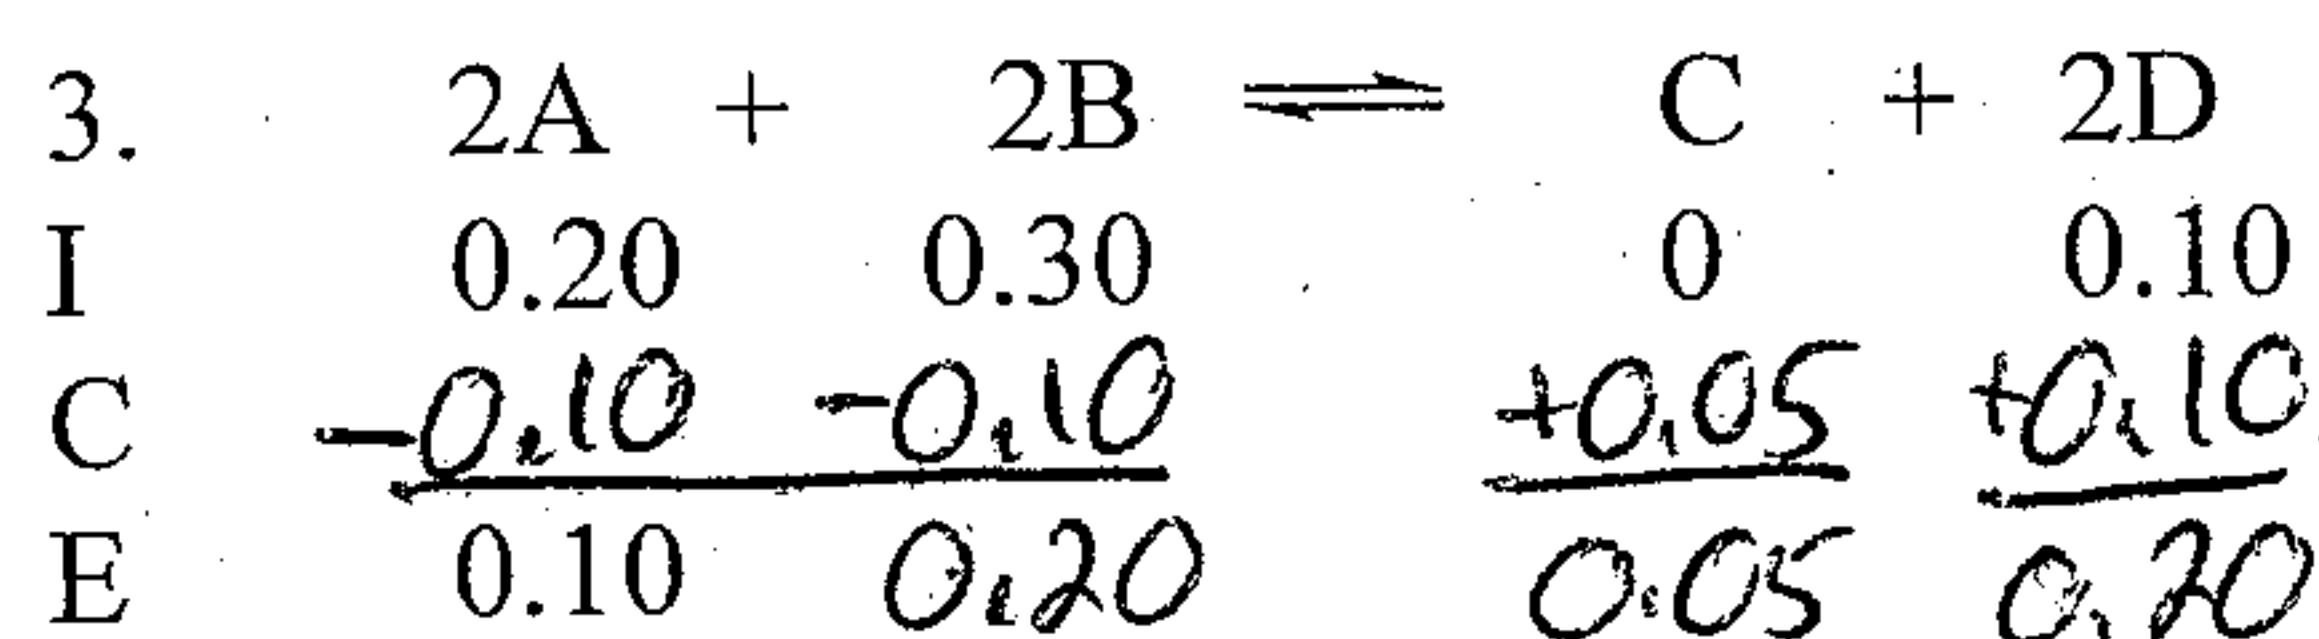 3. 2A + 2B ⇌ C + 2D
I 0.20 0.30 0 0.10
C -0.10 -0.10 +0.05 +0.10
E 0.10 0.20 0.05 0.20